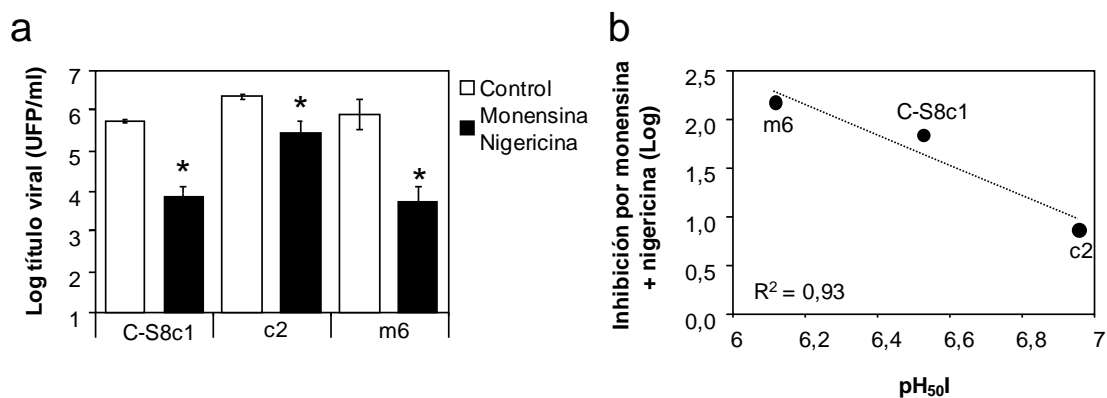 a
Log título viral (UFP/ml)
7
6
5
4
3
2
1
*
*
*
C-S8c1
c2
m6
Control
Monensina
Nigericina
b
Inhibición por monensina
+ nigericina (Log)
2,5
2,0
1,5
1,0
0,5
0,0
m6
C-S8c1
c2
R² = 0,93
6
6,2
6,4
6,6
6,8
7
pH₅₀I